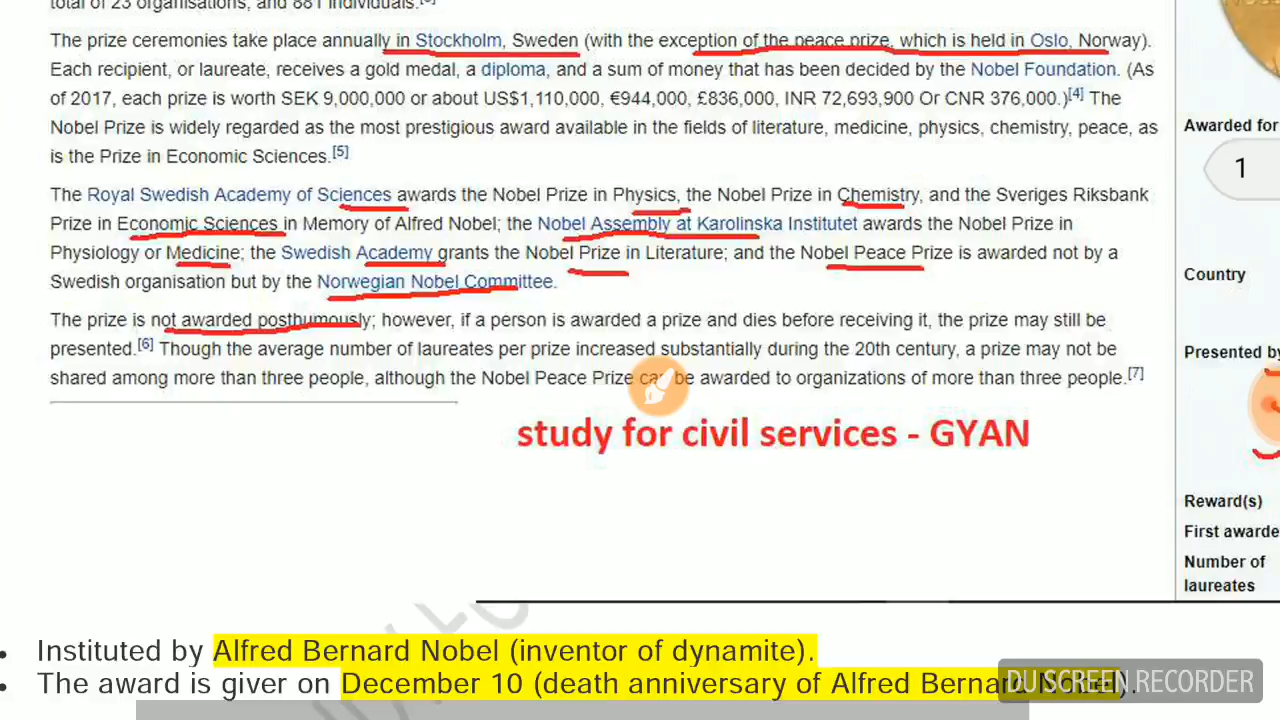 total of 23 organisations, and 881 individuals.
The prize ceremonies take place annually in Stockholm, Sweden (with the exception of the peace prize, which is held in Oslo, Norway).
Each recipient, or laureate, receives a gold medal, a diploma, and a sum of money that has been decided by the Nobel Foundation. (As
of 2017, each prize is worth SEK 9,000,000 or about US$1,110,000, €944,000, £836,000, INR 72,693,900 Or CNR 376,000.)[4] The
Nobel Prize is widely regarded as the most prestigious award available in the fields of literature, medicine, physics, chemistry, peace, as
is the Prize in Economic Sciences.[5]
Awarded for
1
The Royal Swedish Academy of Sciences awards the Nobel Prize in Physics, the Nobel Prize in Chemistry, and the Sveriges Riksbank
Prize in Economic Sciences in Memory of Alfred Nobel; the Nobel Assembly at Karolinska Institutet awards the Nobel Prize in
Physiology or Medicine; the Swedish Academy grants the Nobel Prize in Literature; and the Nobel Peace Prize is awarded not by a
Swedish organisation but by the Norwegian Nobel Committee.
Country
The prize is not awarded posthumously; however, if a person is awarded a prize and dies before receiving it, the prize may still be
presented.[6] Though the average number of laureates per prize increased substantially during the 20th century, a prize may not be
shared among more than three people, although the Nobel Peace Prize can be awarded to organizations of more than three people.[7]
Presented by
study for civil services - GYAN
Reward(s)
First awarde
Number of
laureates
• Instituted by Alfred Bernard Nobel (inventor of dynamite).
• The award is giver on December 10 (death anniversary of Alfred Bernard Nobel).
DU SCREEN RECORDER